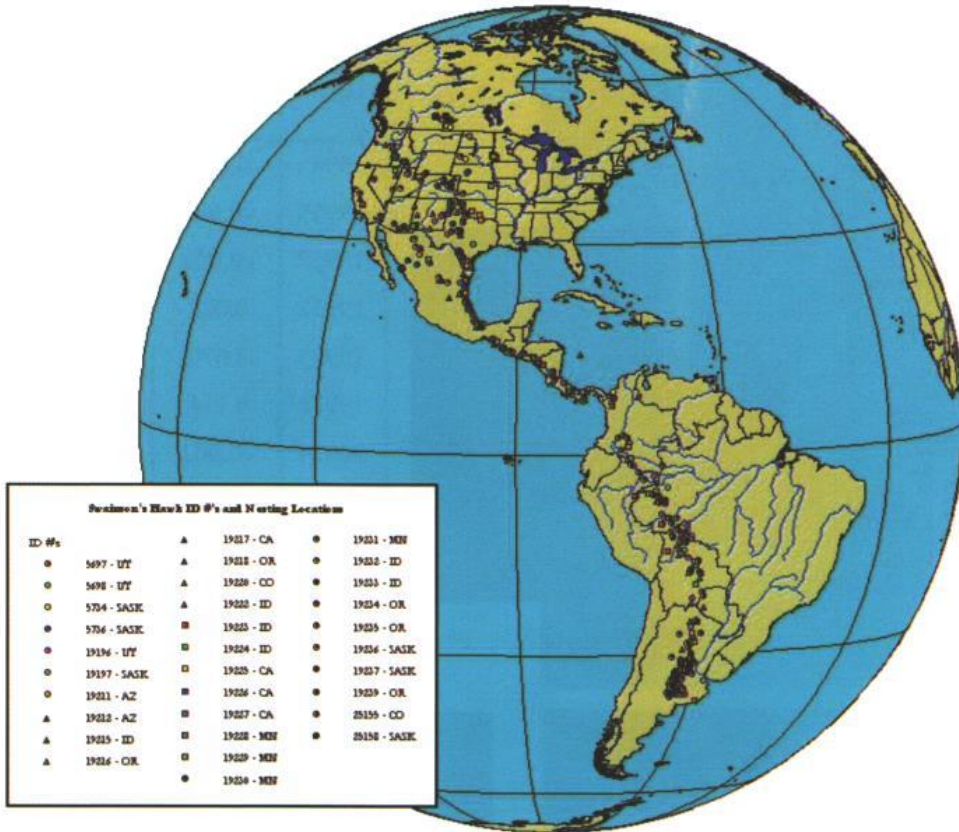 Swainson's Hawk ID #'s and Nesting Locations
ID #'s
5697 - UT
5698 - UT
5734 - SASK
5736 - SASK
19196 - UT
19197 - SASK
19211 - AZ
19212 - AZ
19215 - ID
19216 - OR
19217 - CA
19218 - OR
19220 - CO
19222 - ID
19223 - ID
19224 - ID
19225 - CA
19226 - CA
19227 - CA
19228 - MN
19229 - MN
19230 - MN
19231 - MN
19232 - ID
19233 - ID
19234 - OR
19235 - OR
19236 - SASK
19237 - SASK
19239 - OR
25155 - CO
25158 - SASK